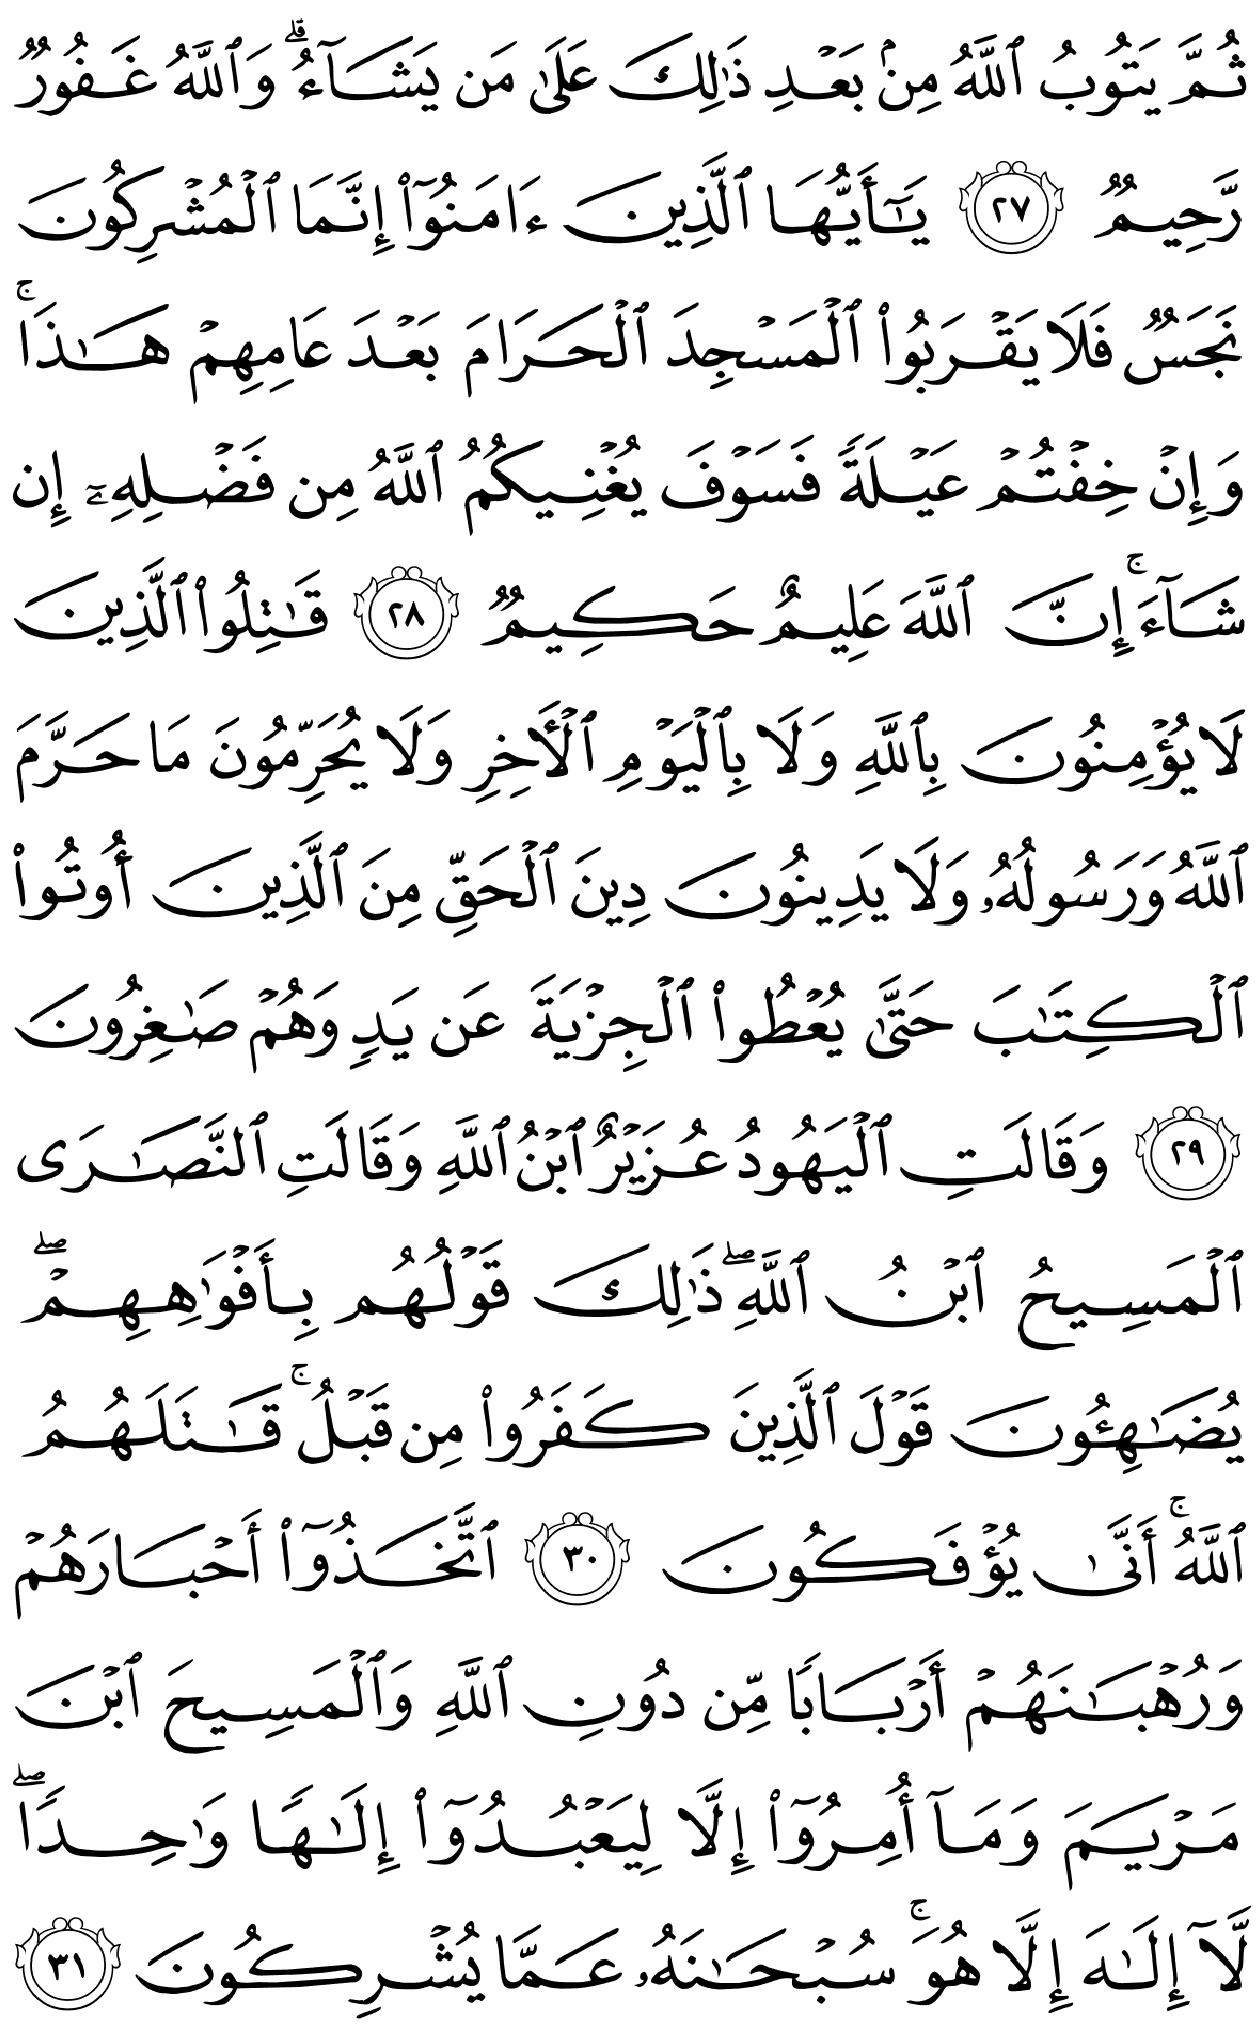 ثُمَّ يَتُوبُ ٱللَّهُ مِنۢ بَعْدِ ذَٰلِكَ عَلَىٰ مَن يَشَآءُ ۗ وَٱللَّهُ غَفُورٌ
رَّحِيمٌ ٢٧ يَٰٓأَيُّهَا ٱلَّذِينَ ءَامَنُوٓا۟ إِنَّمَا ٱلْمُشْرِكُونَ
نَجَسٌ فَلَا يَقْرَبُوا۟ ٱلْمَسْجِدَ ٱلْحَرَامَ بَعْدَ عَامِهِمْ هَٰذَا ۚ
وَإِنْ خِفْتُمْ عَيْلَةً فَسَوْفَ يُغْنِيكُمُ ٱللَّهُ مِن فَضْلِهِۦٓ إِن
شَآءَ ۚ إِنَّ ٱللَّهَ عَلِيمٌ حَكِيمٌ ٢٨ قَٰتِلُوا۟ ٱلَّذِينَ
لَا يُؤْمِنُونَ بِٱللَّهِ وَلَا بِٱلْيَوْمِ ٱلْأَخِرِ وَلَا يُحَرِّمُونَ مَا حَرَّمَ
ٱللَّهُ وَرَسُولُهُۥ وَلَا يَدِينُونَ دِينَ ٱلْحَقِّ مِنَ ٱلَّذِينَ أُوتُوا۟
ٱلْكِتَٰبَ حَتَّىٰ يُعْطُوا۟ ٱلْجِزْيَةَ عَن يَدٍ وَهُمْ صَٰغِرُونَ
٢٩ وَقَالَتِ ٱلْيَهُودُ عُزَيْرٌ ٱبْنُ ٱللَّهِ وَقَالَتِ ٱلنَّصَٰرَى
ٱلْمَسِيحُ ٱبْنُ ٱللَّهِ ۖ ذَٰلِكَ قَوْلُهُم بِأَفْوَٰهِهِمْ ۖ
يُضَٰهِـُٔونَ قَوْلَ ٱلَّذِينَ كَفَرُوا۟ مِن قَبْلُ ۚ قَٰتَلَهُمُ
ٱللَّهُ ۚ أَنَّىٰ يُؤْفَكُونَ ٣٠ ٱتَّخَذُوٓا۟ أَحْبَارَهُمْ
وَرُهْبَٰنَهُمْ أَرْبَابًا مِّن دُونِ ٱللَّهِ وَٱلْمَسِيحَ ٱبْنَ
مَرْيَمَ وَمَآ أُمِرُوٓا۟ إِلَّا لِيَعْبُدُوٓا۟ إِلَٰهًا وَٰحِدًا ۖ
لَّآ إِلَٰهَ إِلَّا هُوَ ۚ سُبْحَٰنَهُۥ عَمَّا يُشْرِكُونَ ٣١